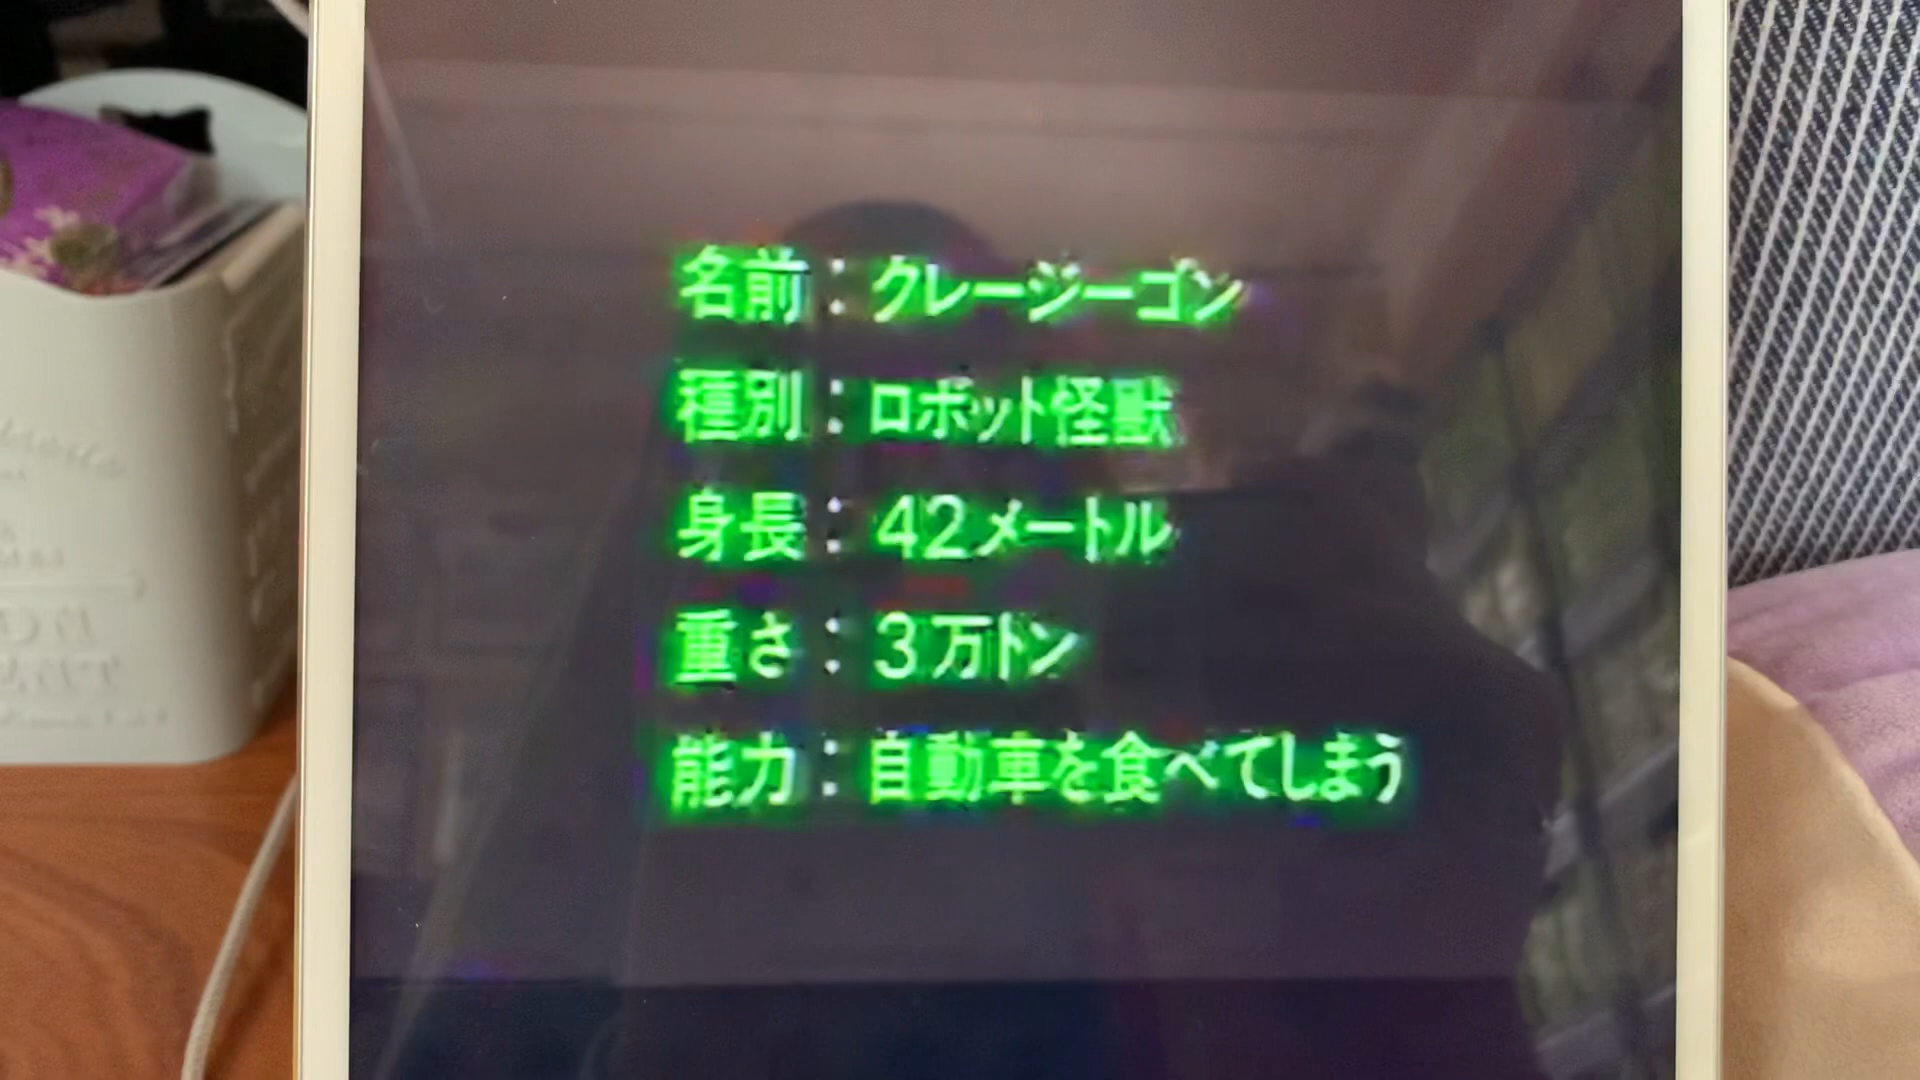 名前：クレージーゴン
種別：ロボット怪獣
身長：42メートル
重さ：3万トン
能力：自動車を食べてしまう